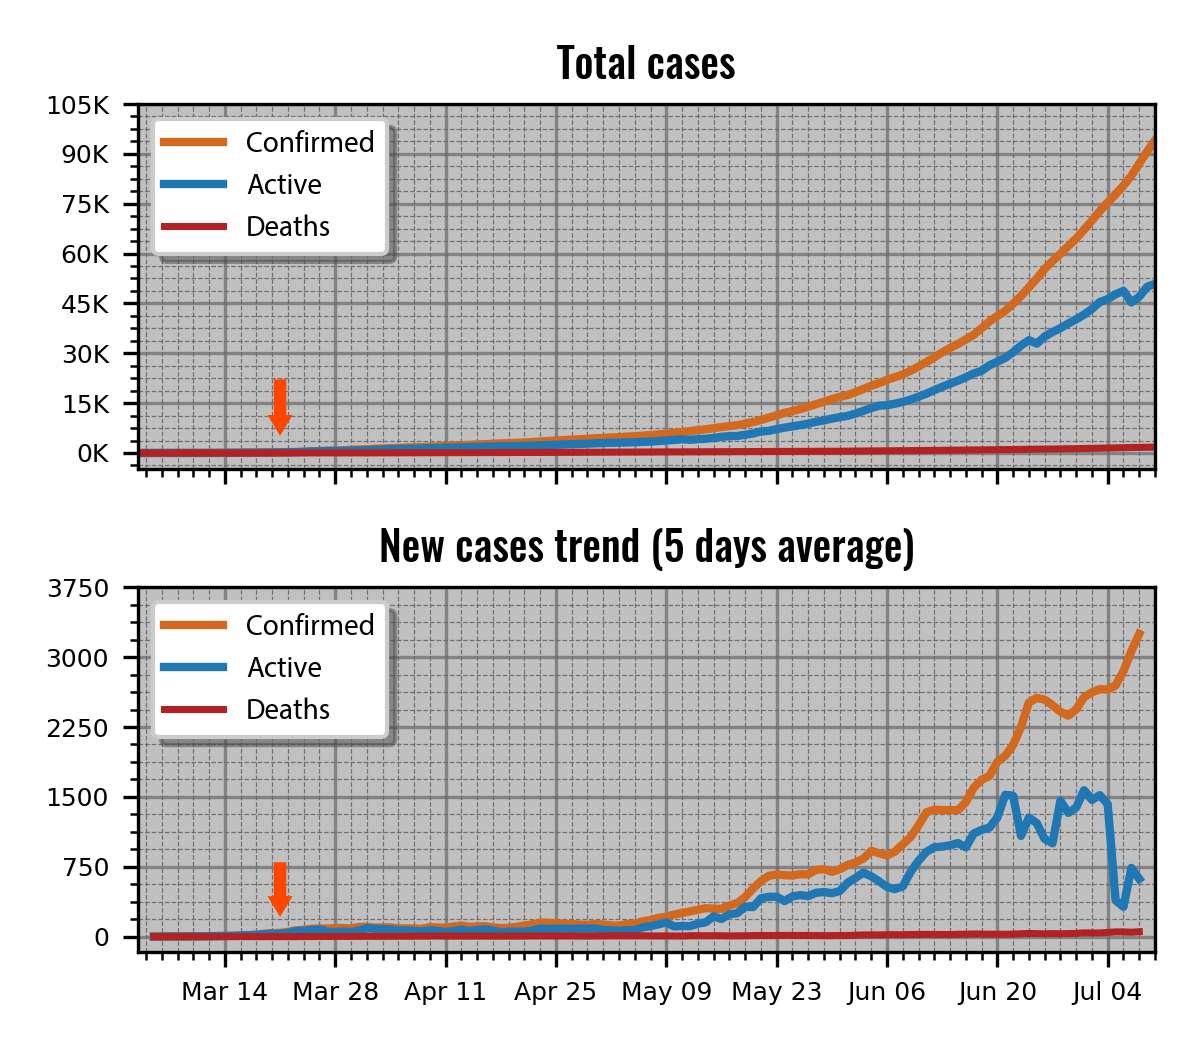 Total cases
105K
90K
75K
60K
45K
30K
15K
0K
Confirmed
Active
Deaths
New cases trend (5 days average)
3750
3000
2250
1500
750
0
Confirmed
Active
Deaths
Mar 14 Mar 28 Apr 11 Apr 25 May 09 May 23 Jun 06 Jun 20 Jul 04